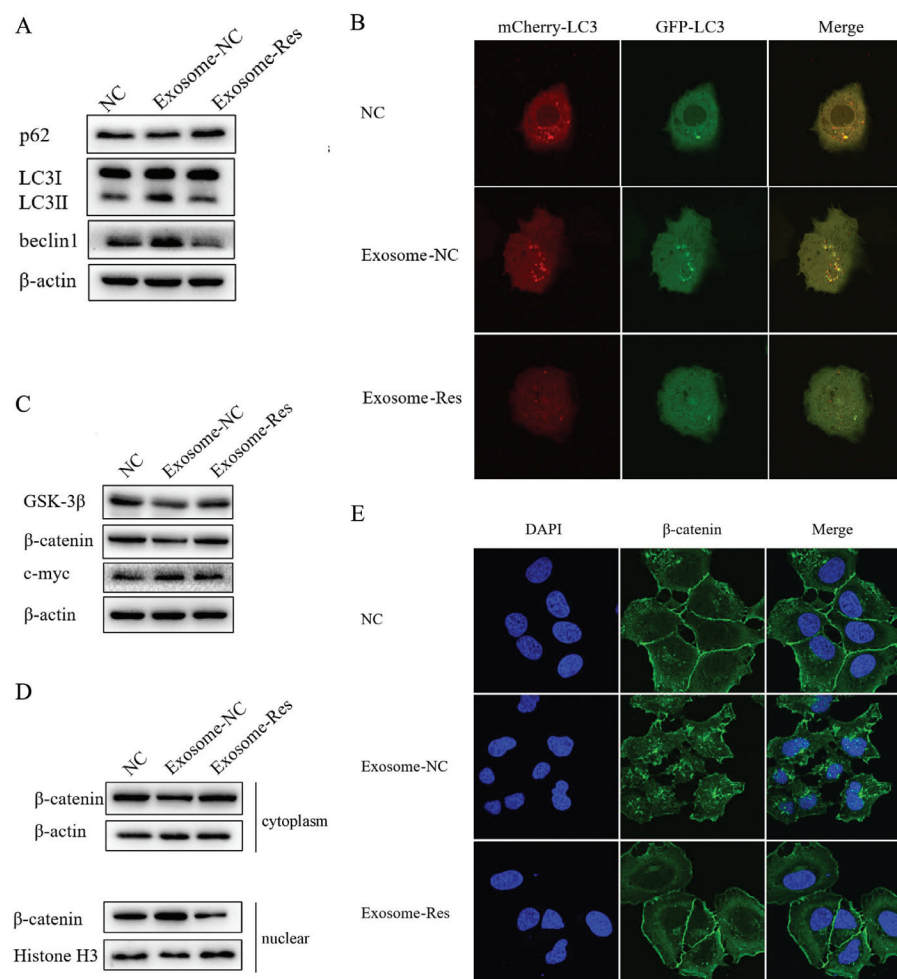 A
NC
Exosome-NC
Exosome-Res
p62
LC3I
LC3II
beclin1
β-actin
B
mCherry-LC3
GFP-LC3
Merge
NC
Exosome-NC
Exosome-Res
C
NC
Exosome-NC
Exosome-Res
GSK-3β
β-catenin
c-myc
β-actin
D
NC
Exosome-NC
Exosome-Res
β-catenin
β-actin
cytoplasm
β-catenin
Histone H3
nuclear
E
DAPI
β-catenin
Merge
NC
Exosome-NC
Exosome-Res